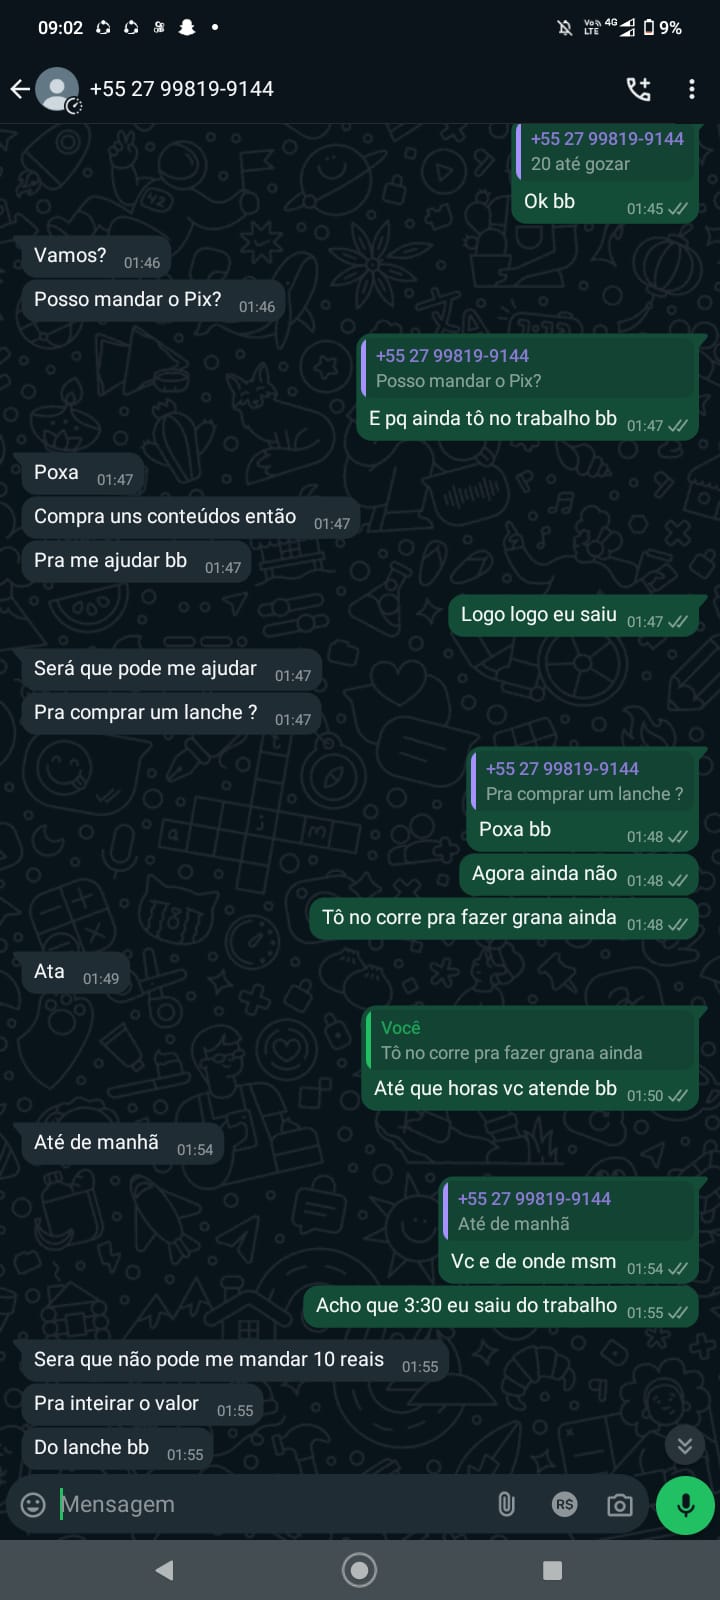 09:02
Vo)) LTE 4G 9%
+55 27 99819-9144
+55 27 99819-9144
20 até gozar
Ok bb 01:45
Vamos? 01:46
Posso mandar o Pix? 01:46
+55 27 99819-9144
Posso mandar o Pix?
E pq ainda tô no trabalho bb 01:47
Poxa 01:47
Compra uns conteúdos então 01:47
Pra me ajudar bb 01:47
Logo logo eu saiu 01:47
Será que pode me ajudar 01:47
Pra comprar um lanche ? 01:47
+55 27 99819-9144
Pra comprar um lanche ?
Poxa bb 01:48
Agora ainda não 01:48
Tô no corre pra fazer grana ainda 01:48
Ata 01:49
Você
Tô no corre pra fazer grana ainda
Até que horas vc atende bb 01:50
Até de manhã 01:54
+55 27 99819-9144
Até de manhã
Vc e de onde msm 01:54
Acho que 3:30 eu saiu do trabalho 01:55
Sera que não pode me mandar 10 reais 01:55
Pra inteirar o valor 01:55
Do lanche bb 01:55
Mensagem R$